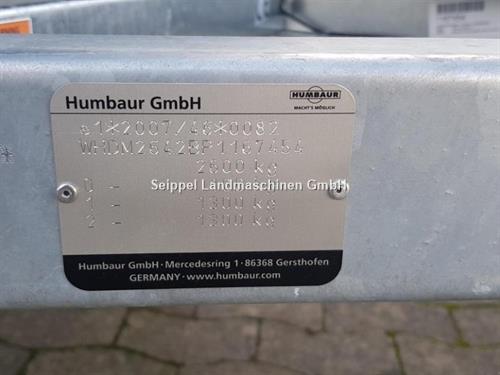 Humbaur GmbH
HUMBAUR
MACHT'S MÖGLICH
e1*2007/46*0082
2600 kg
Seippel Landmaschinen GmbH
0 -
1 - 1300 kg
2 - 1300 kg
Humbaur GmbH · Mercedesring 1 · 86368 Gersthofen
GERMANY · www.humbaur.com